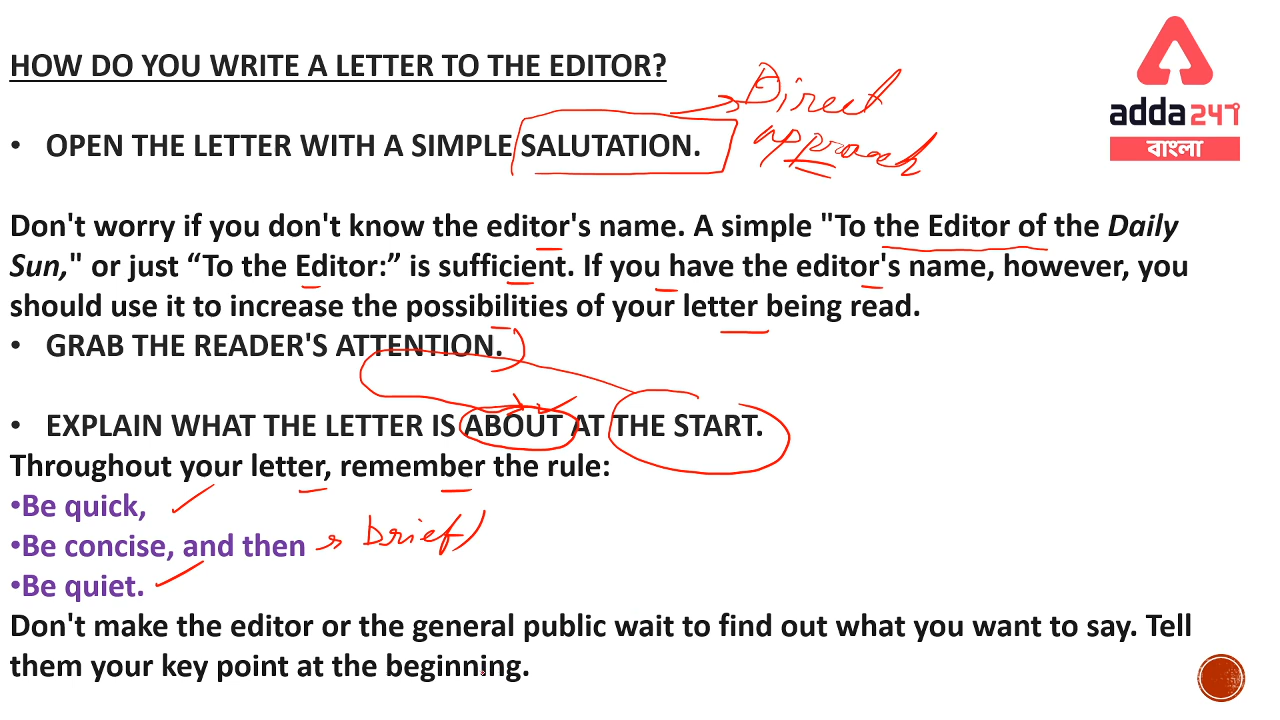 HOW DO YOU WRITE A LETTER TO THE EDITOR?
Direct
approach
adda247
বাংলা
• OPEN THE LETTER WITH A SIMPLE SALUTATION.
Don't worry if you don't know the editor's name. A simple "To the Editor of the Daily
Sun," or just “To the Editor:” is sufficient. If you have the editor's name, however, you
should use it to increase the possibilities of your letter being read.
• GRAB THE READER'S ATTENTION.
• EXPLAIN WHAT THE LETTER IS ABOUT AT THE START.
Throughout your letter, remember the rule:
•Be quick,
•Be concise, and then
brief
•Be quiet.
Don't make the editor or the general public wait to find out what you want to say. Tell
them your key point at the beginning.